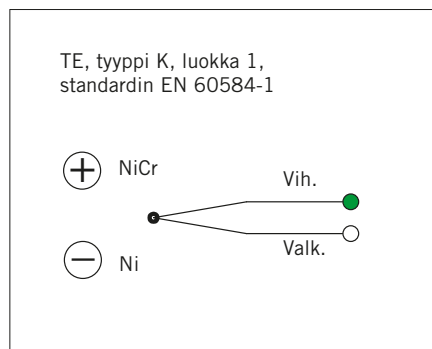 TE, tyyppi K, luokka 1,
standardin EN 60584-1
+ NiCr
Vih.
Valk.
− Ni